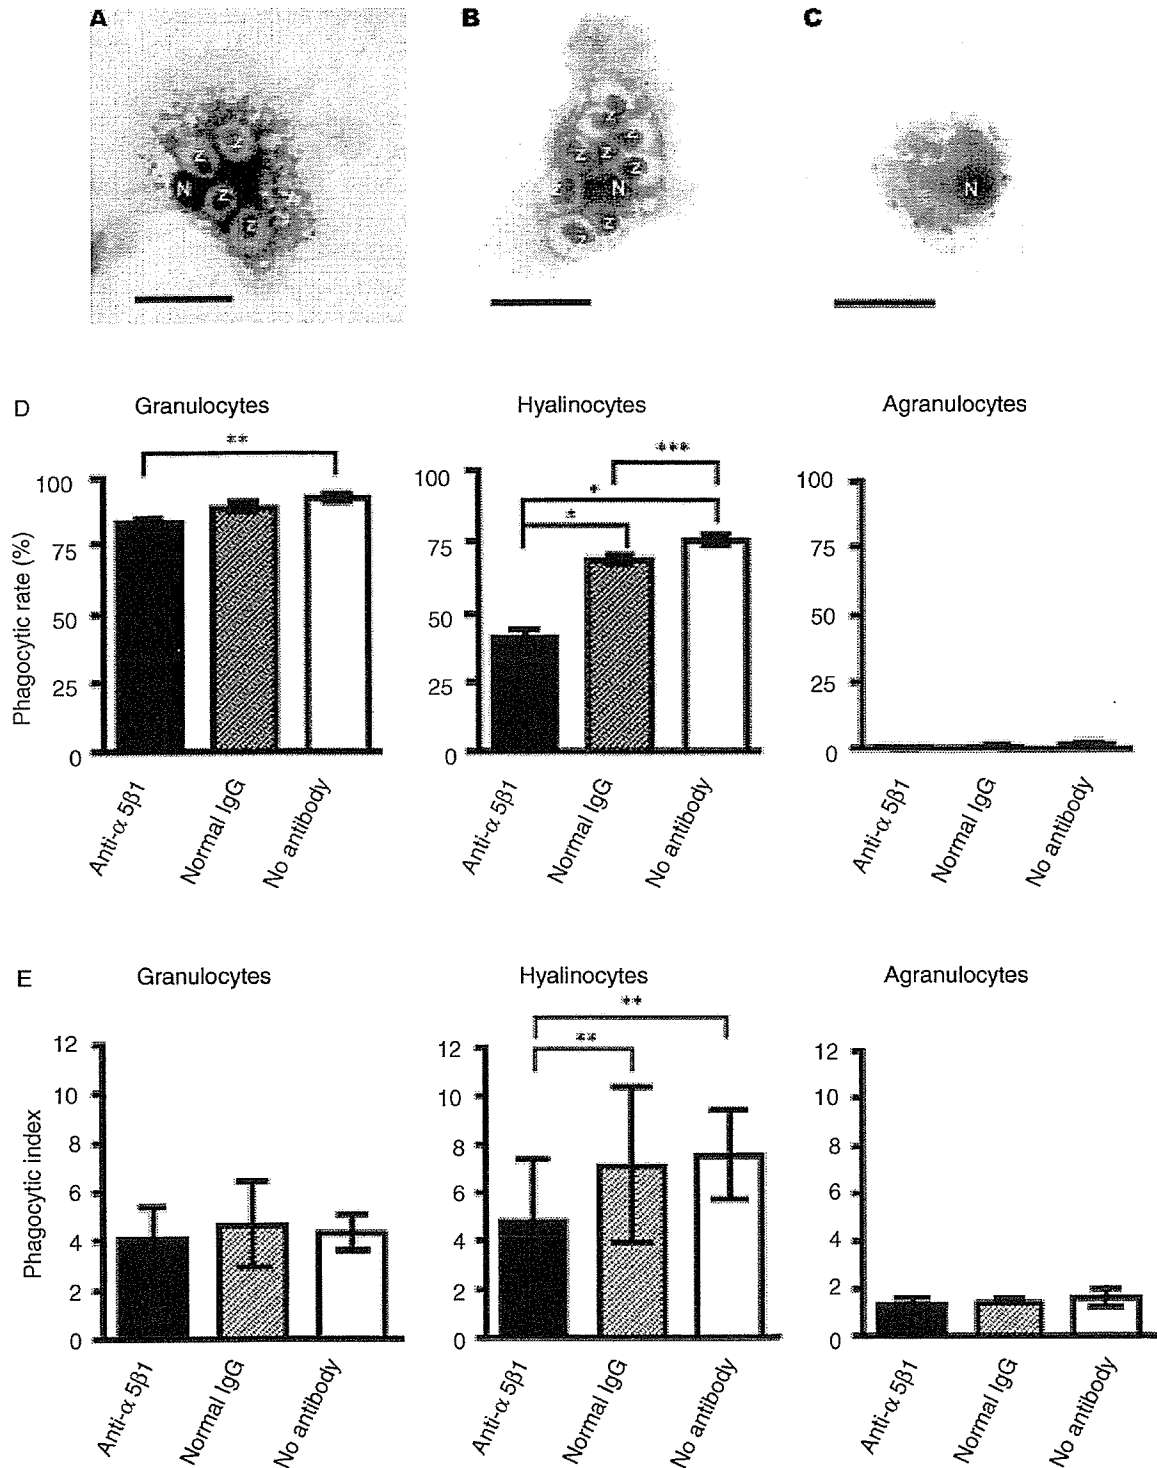 A B C
z z N z z z
z z z z z z N z z
N
D Granulocytes Hyalinocytes Agranulocytes
** *** * *
Phagocytic rate (%)
100 100 100
75 75 75
50 50 50
25 25 25
0 0 0
Anti-α 5β1 Normal IgG No antibody Anti-α 5β1 Normal IgG No antibody Anti-α 5β1 Normal IgG No antibody
E Granulocytes Hyalinocytes Agranulocytes
** **
Phagocytic index
12 12 12
10 10 10
8 8 8
6 6 6
4 4 4
2 2 2
0 0 0
Anti-α 5β1 Normal IgG No antibody Anti-α 5β1 Normal IgG No antibody Anti-α 5β1 Normal IgG No antibody